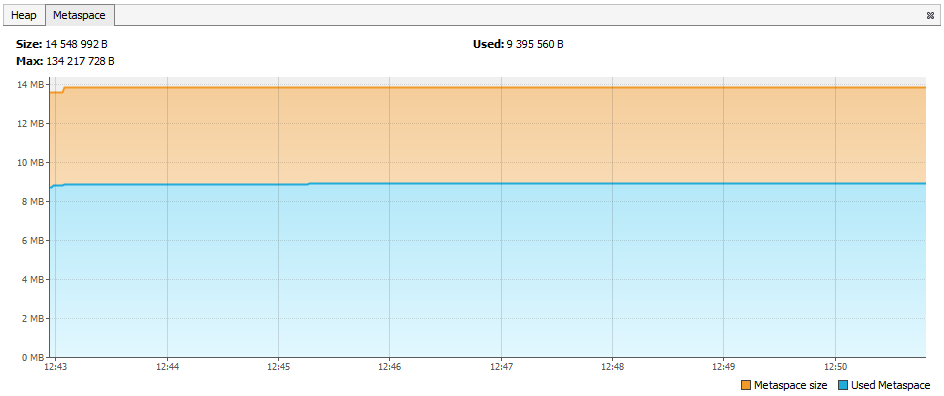 Heap Metaspace
Size: 14 548 992 B Used: 9 395 560 B
Max: 134 217 728 B
14 MB
12 MB
10 MB
8 MB
6 MB
4 MB
2 MB
0 MB
12:43 12:44 12:45 12:46 12:47 12:48 12:49 12:50
Metaspace size Used Metaspace